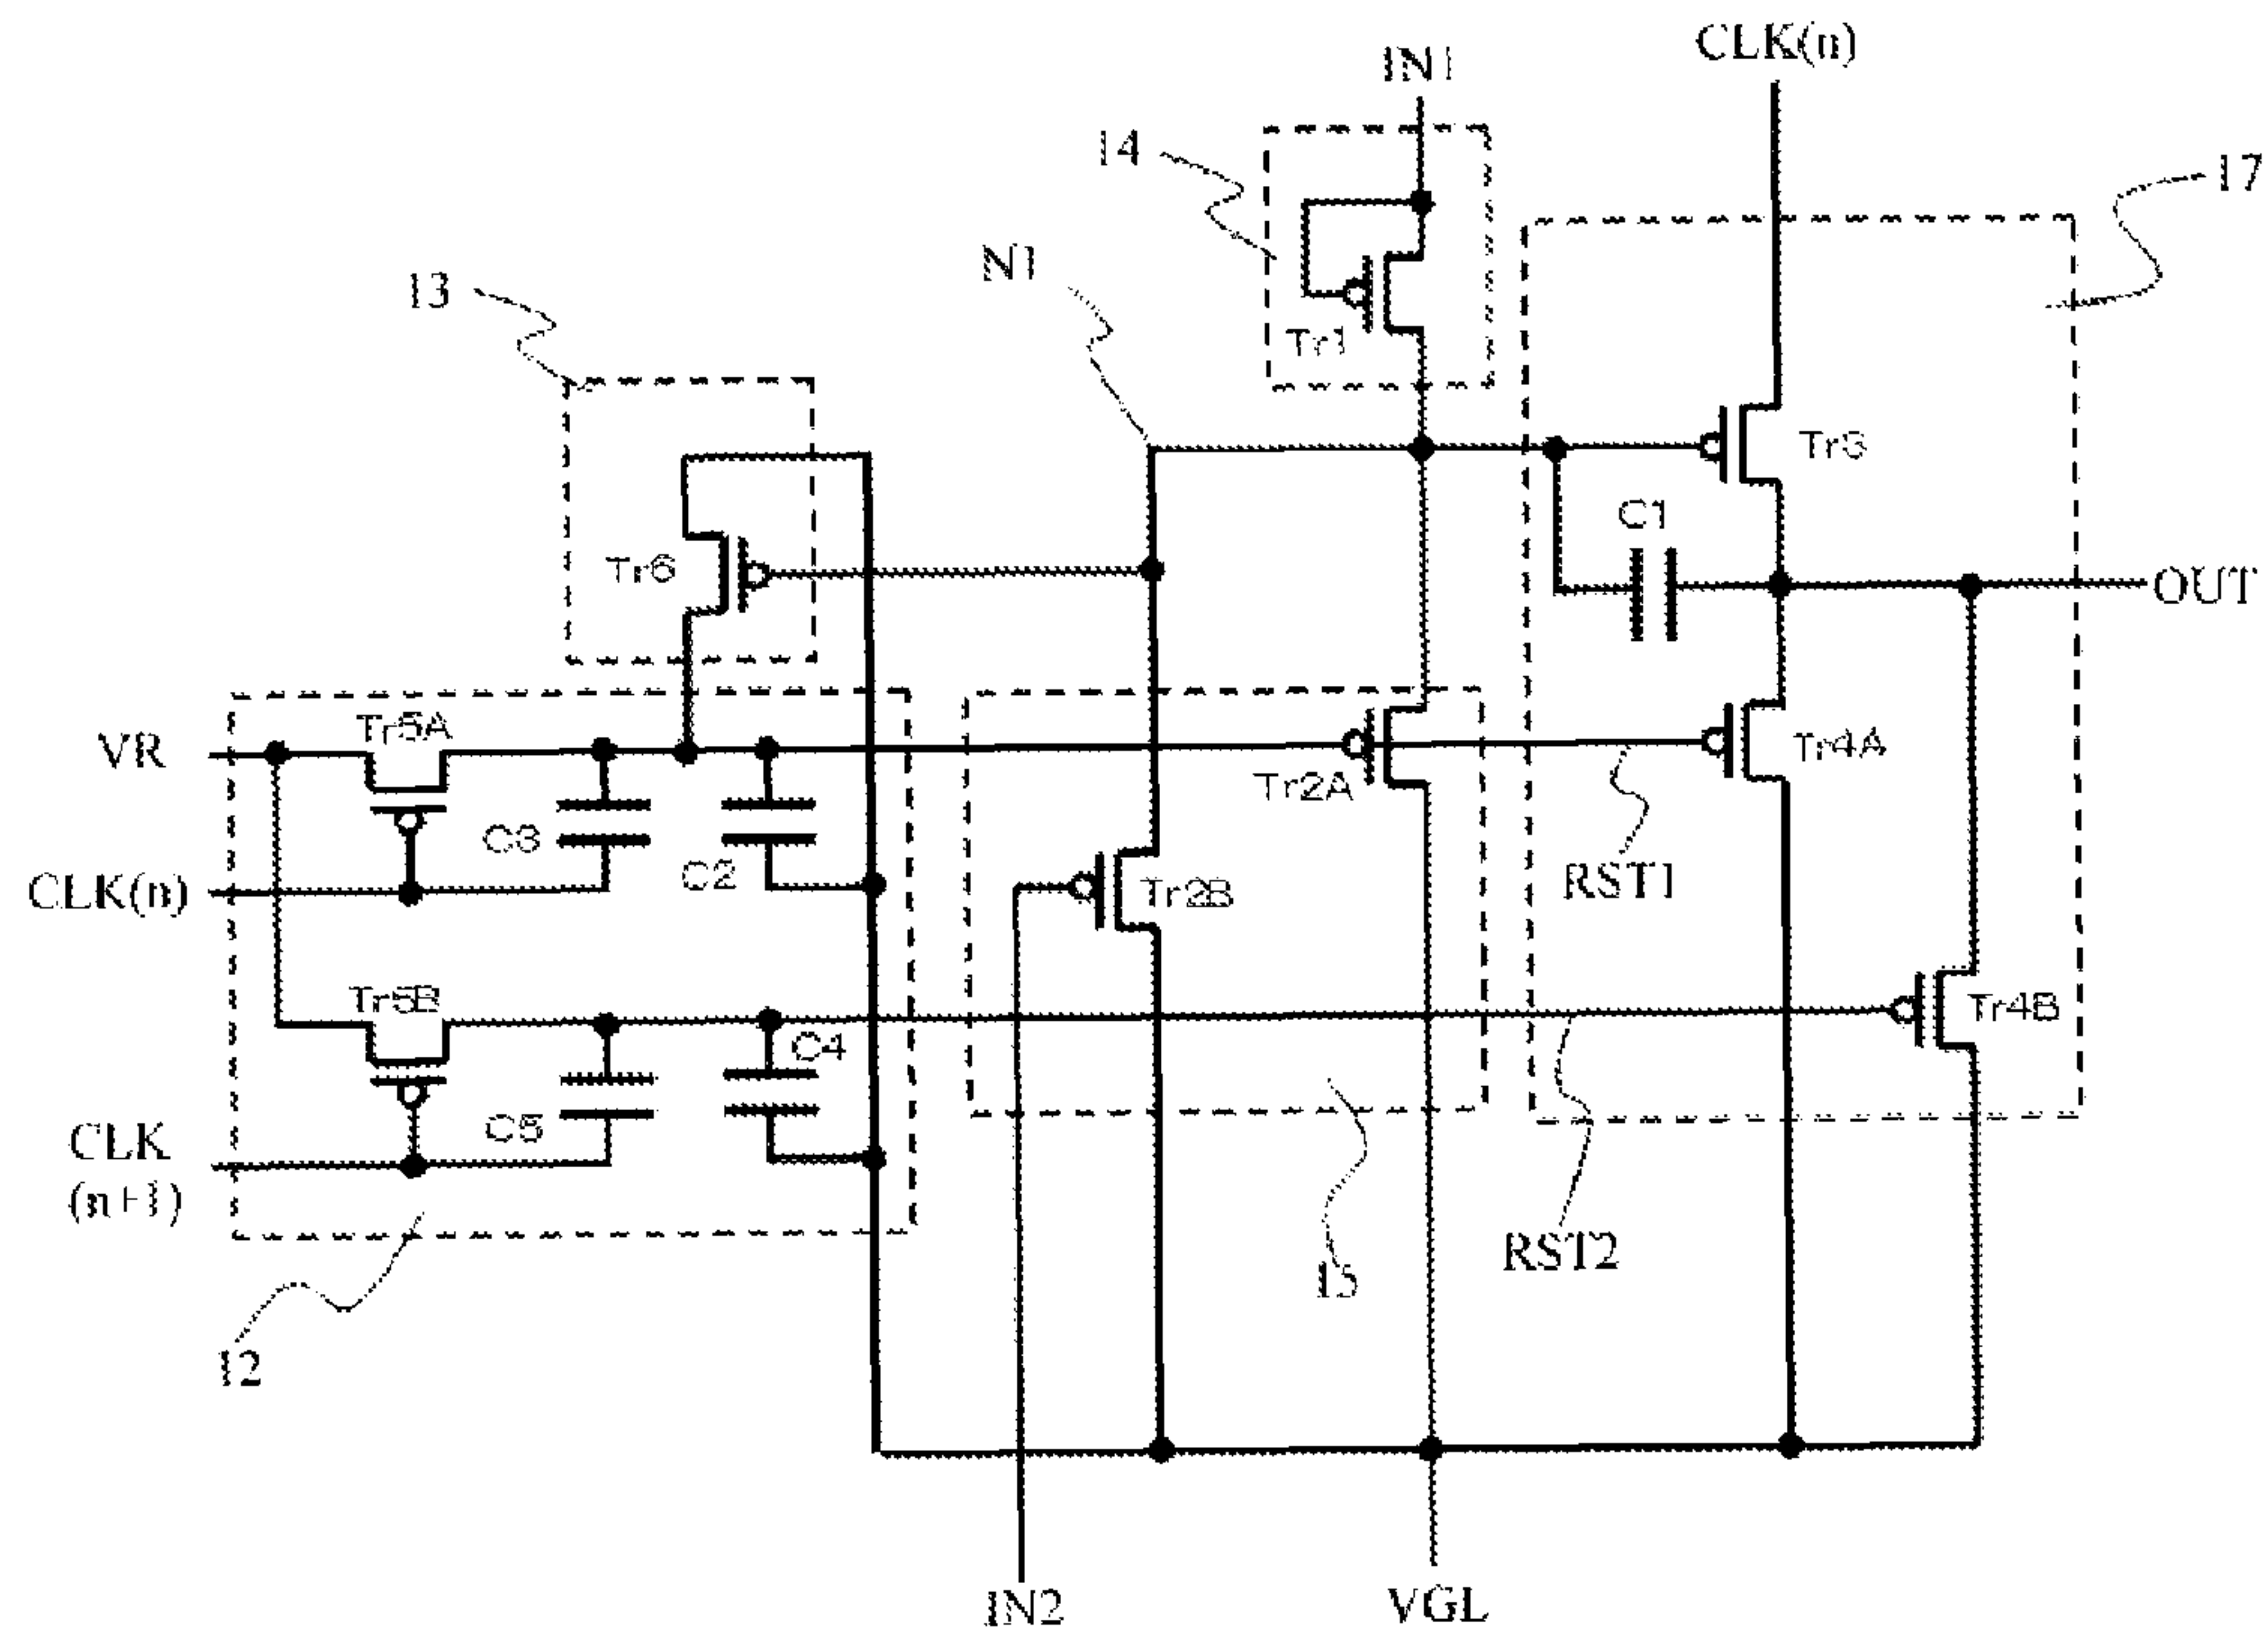 IN1
CLK(n)
14
17
N1
13
Tr1
Tr3
C1
Tr6
OUT
Tr5A
VR
Tr4A
Tr2A
C3
C2
CLK(n)
Tr2B
RST1
Tr5B
Tr4B
C4
C5
CLK
(n+1)
RST2
15
12
IN2
VGL